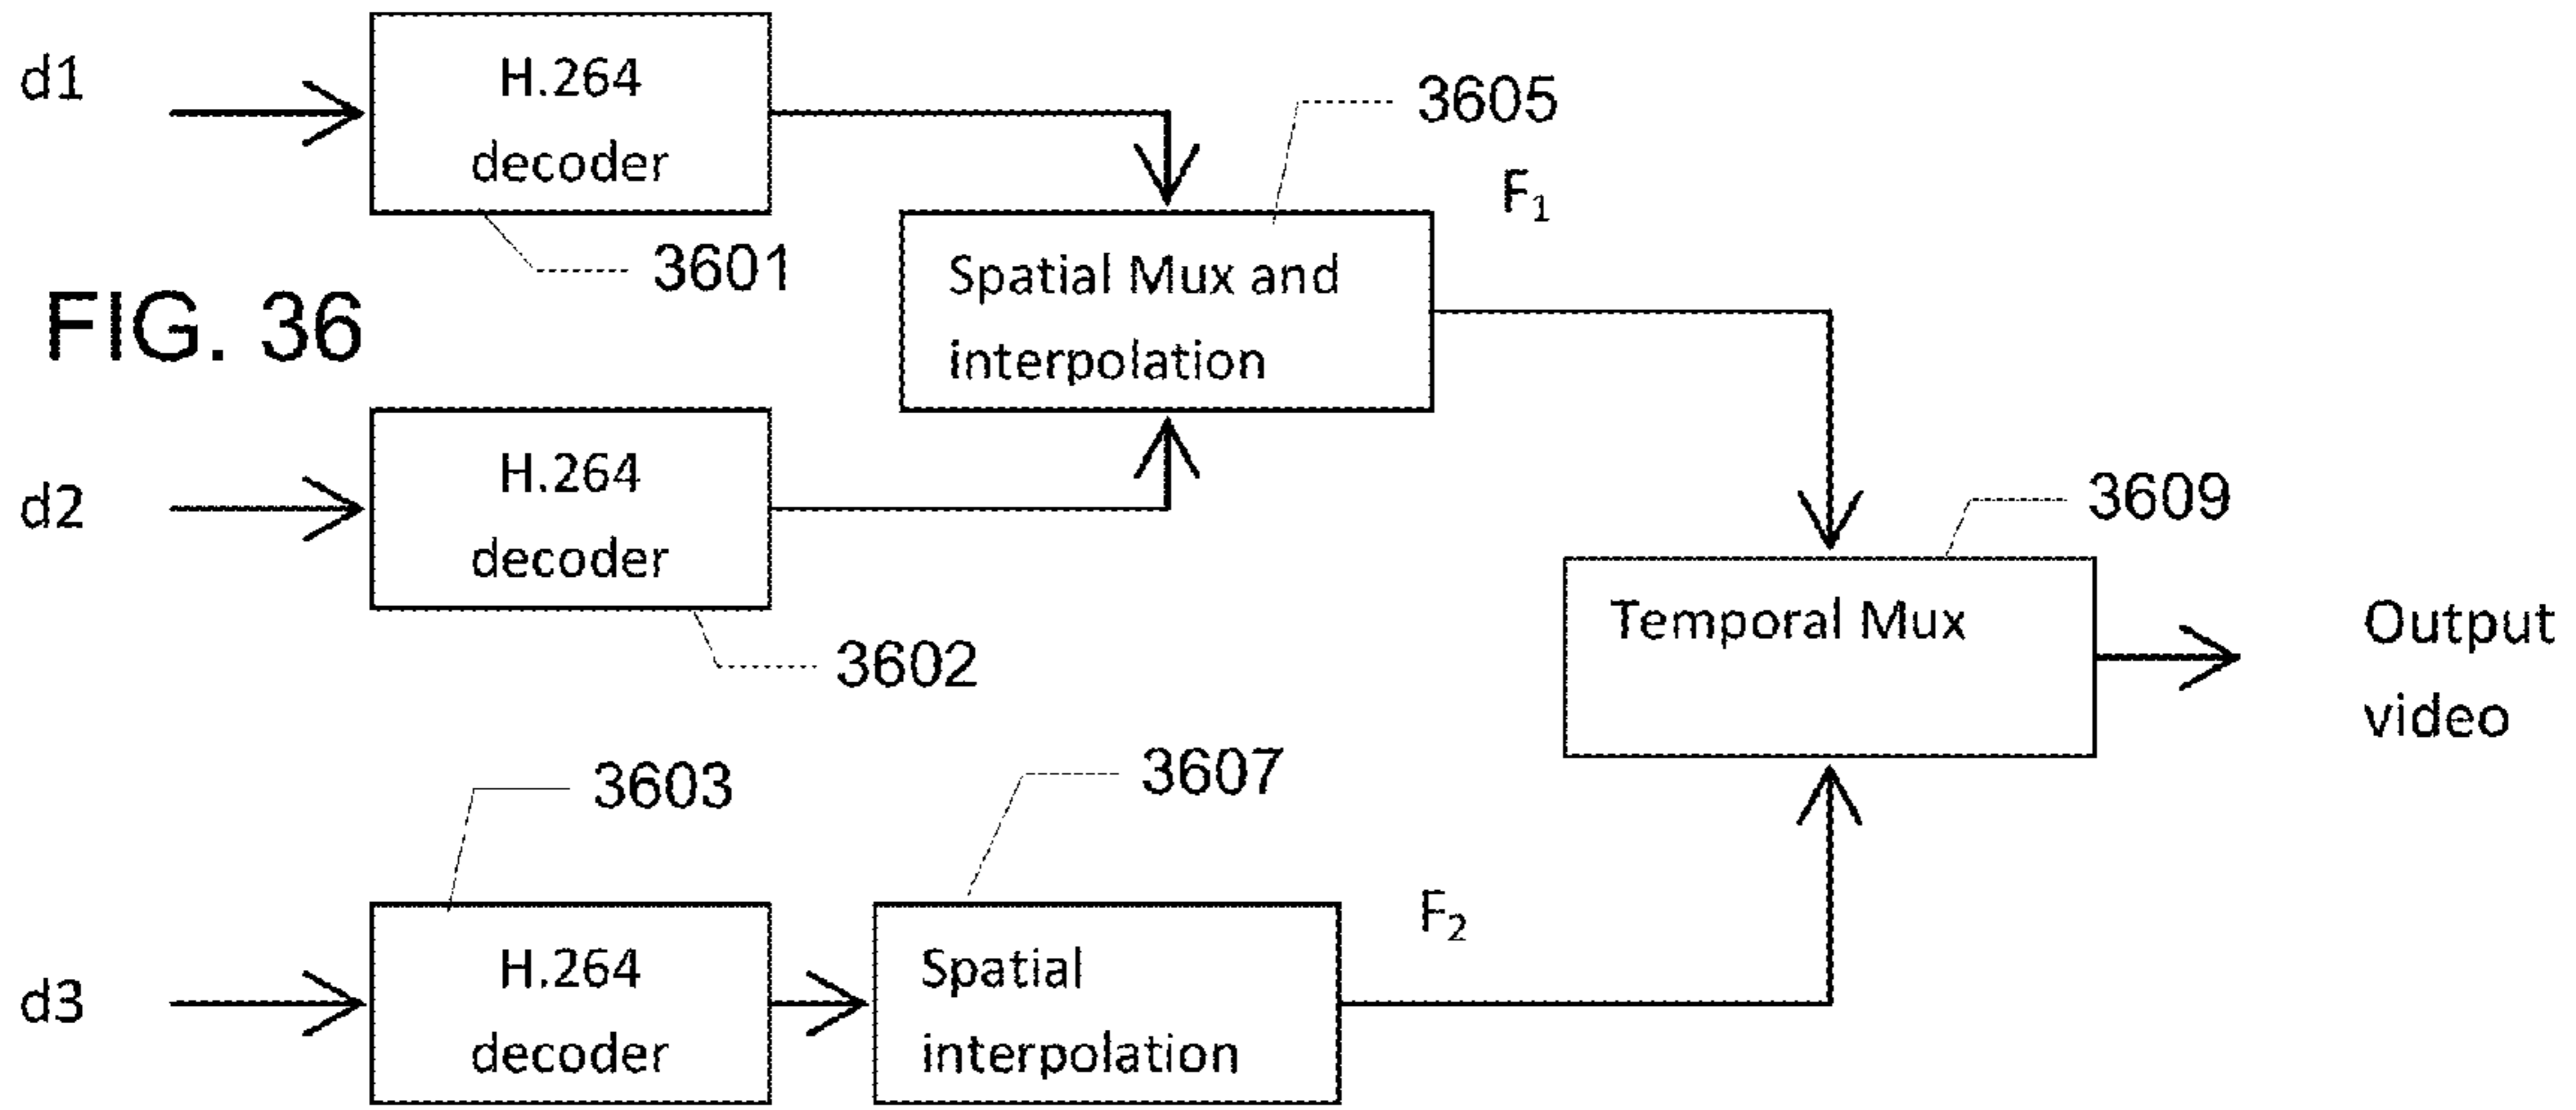 d1
H.264
decoder
3601
3605
F1
Spatial Mux and
interpolation
FIG. 36
d2
H.264
decoder
3602
3609
Temporal Mux
Output
video
3603
3607
d3
H.264
decoder
Spatial
interpolation
F2